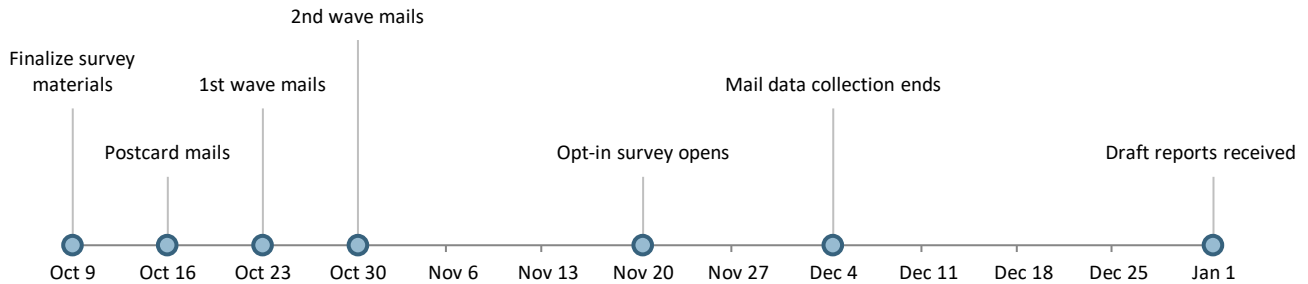 2nd wave mails
Finalize survey
materials
1st wave mails
Mail data collection ends
Postcard mails
Opt-in survey opens
Draft reports received
Oct 9
Oct 16
Oct 23
Oct 30
Nov 6
Nov 13
Nov 20
Nov 27
Dec 4
Dec 11
Dec 18
Dec 25
Jan 1